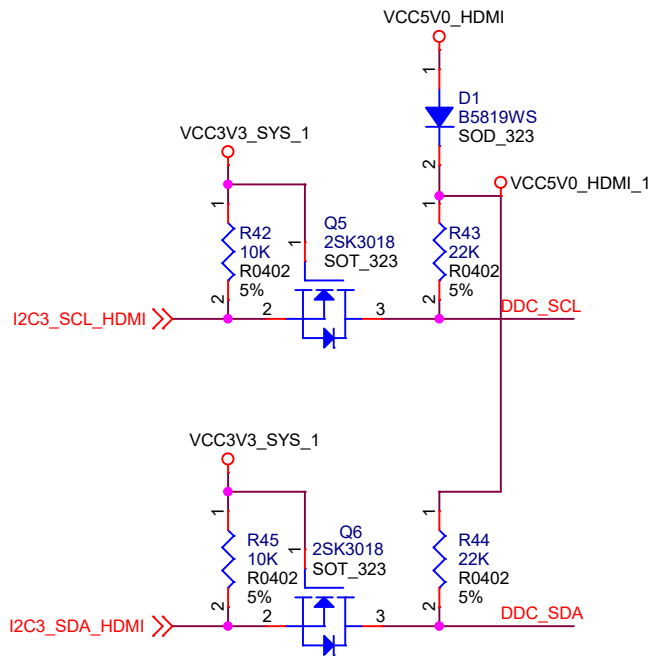 VCC5V0_HDMI
1
D1
B5819WS
SOD_323
2
VCC3V3_SYS_1
VCC5V0_HDMI_1
1
R42
10K
R0402
5%
2
1
Q5
2SK3018
SOT_323
1
R43
22K
R0402
5%
2
I2C3_SCL_HDMI
2
3
DDC_SCL
VCC3V3_SYS_1
1
R45
10K
R0402
5%
2
1
Q6
2SK3018
SOT_323
1
R44
22K
R0402
5%
2
I2C3_SDA_HDMI
2
3
DDC_SDA